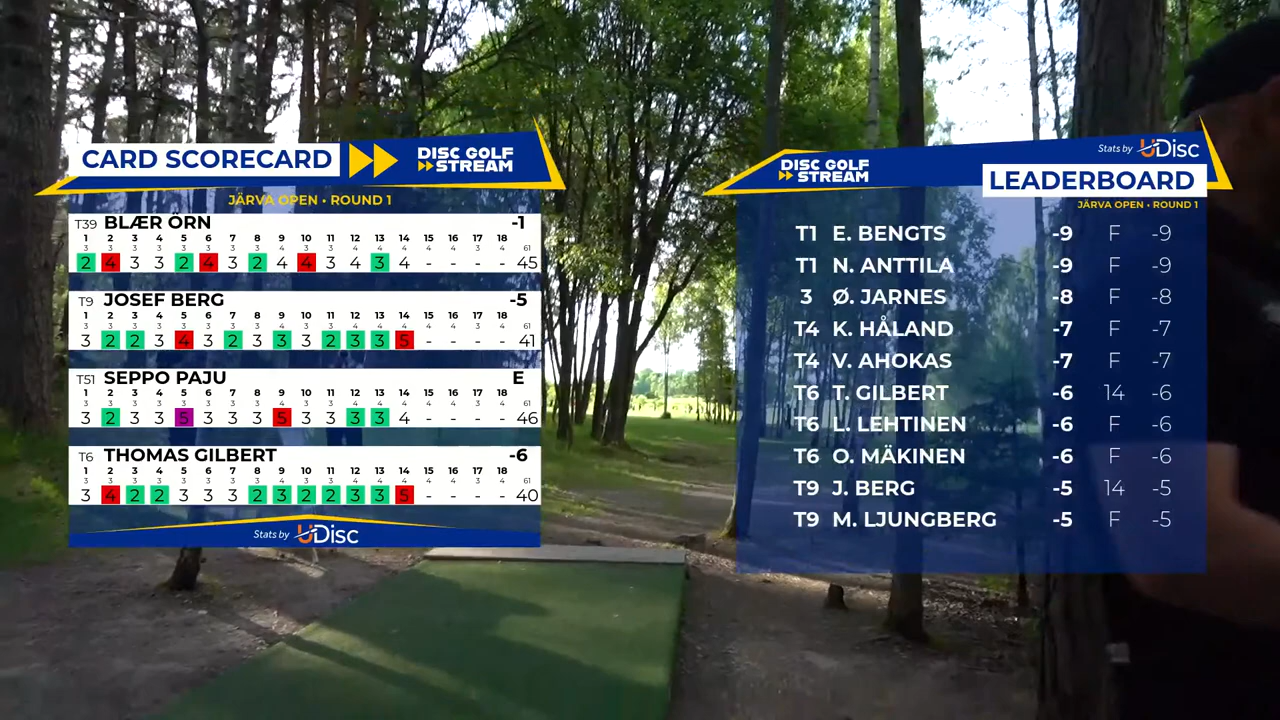 CARD SCORECARD
DISC GOLF
STREAM
JÄRVA OPEN • ROUND 1
T39 BLÆR ÖRN -1
1 2 3 4 5 6 7 8 9 10 11 12 13 14 15 16 17 18
3 3 3 3 3 3 3 3 4 3 3 4 4 4 4 4 3 4 61
2 4 3 3 2 4 3 2 4 4 3 4 3 4 - - - - 45
T9 JOSEF BERG -5
1 2 3 4 5 6 7 8 9 10 11 12 13 14 15 16 17 18
3 3 3 3 3 3 3 3 4 3 3 4 4 4 4 4 3 4 61
3 2 2 3 4 3 2 3 3 3 2 3 3 5 - - - - 41
T51 SEPPO PAJU E
1 2 3 4 5 6 7 8 9 10 11 12 13 14 15 16 17 18
3 3 3 3 3 3 3 3 4 3 3 4 4 4 4 4 3 4 61
3 2 3 3 5 3 3 3 5 3 3 3 3 4 - - - - 46
T6 THOMAS GILBERT -6
1 2 3 4 5 6 7 8 9 10 11 12 13 14 15 16 17 18
3 3 3 3 3 3 3 3 4 3 3 4 4 4 4 4 3 4 61
3 4 2 2 3 3 3 2 3 2 2 3 3 5 - - - - 40
Stats by UDisc
Stats by UDisc
DISC GOLF
STREAM
LEADERBOARD
JÄRVA OPEN • ROUND 1
T1 E. BENGTS -9 F -9
T1 N. ANTTILA -9 F -9
3 Ø. JARNES -8 F -8
T4 K. HÅLAND -7 F -7
T4 V. AHOKAS -7 F -7
T6 T. GILBERT -6 14 -6
T6 L. LEHTINEN -6 F -6
T6 O. MÄKINEN -6 F -6
T9 J. BERG -5 14 -5
T9 M. LJUNGBERG -5 F -5